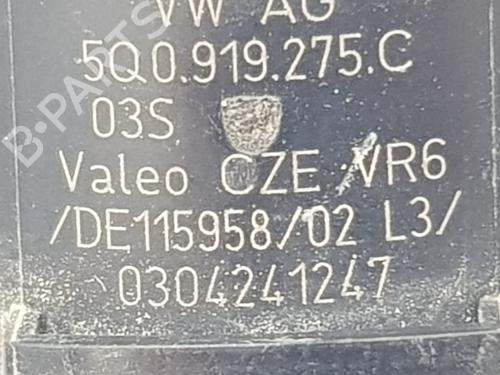 VW AG
5Q0.919.275.C
03S
Valeo CZE VR6
/DE115958/02 L3/
0304241247
B-PARTS